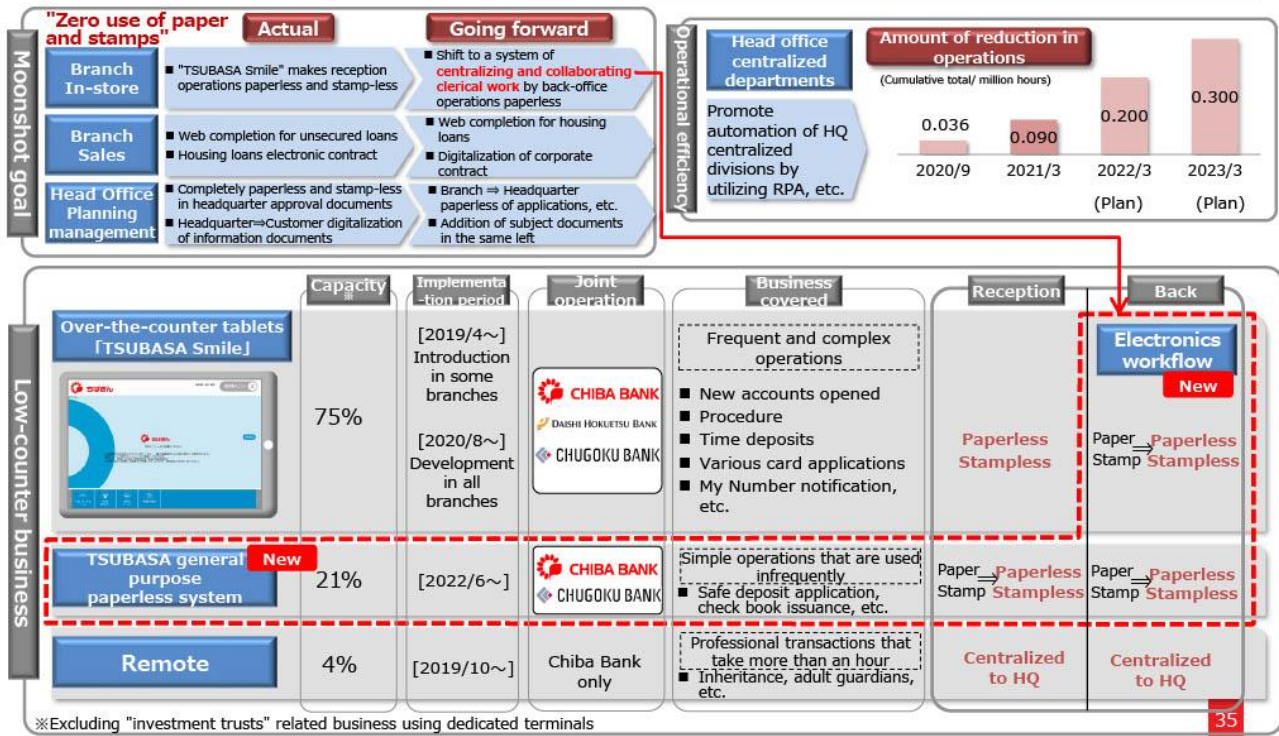 Moonshot goal
"Zero use of paper
and stamps"
Actual
Going forward
Branch
In-store
■ "TSUBASA Smile" makes reception
operations paperless and stamp-less
■ Shift to a system of
centralizing and collaborating
clerical work by back-office
operations paperless
Branch
Sales
■ Web completion for unsecured loans
■ Housing loans electronic contract
■ Web completion for housing
loans
■ Digitalization of corporate
contract
Head Office
Planning
management
■ Completely paperless and stamp-less
in headquarter approval documents
■ Headquarter⇒Customer digitalization
of information documents
■ Branch ⇒ Headquarter
paperless of applications, etc.
■ Addition of subject documents
in the same left
Operational efficiency
Head office
centralized
departments
Promote
automation of HQ
centralized
divisions by
utilizing RPA, etc.
Amount of reduction in
operations
(Cumulative total/ million hours)
0.036
0.090
0.200
0.300
2020/9
2021/3
2022/3
2023/3
(Plan)
(Plan)
Low-counter business
Capacity
※
Implementa
-tion period
Joint
operation
Business
covered
Reception
Back
Over-the-counter tablets
「TSUBASA Smile」
ちばぎん
75%
[2019/4～]
Introduction
in some
branches
[2020/8～]
Development
in all
branches
CHIBA BANK
DAISHI HOKUETSU BANK
CHUGOKU BANK
Frequent and complex
operations
■ New accounts opened
■ Procedure
■ Time deposits
■ Various card applications
■ My Number notification,
etc.
Paperless
Stampless
Electronics
workflow
New
Paper
Stamp
⇒
Paperless
Stampless
TSUBASA general
purpose
paperless system
New
21%
[2022/6～]
CHIBA BANK
CHUGOKU BANK
Simple operations that are used
infrequently
■ Safe deposit application,
check book issuance, etc.
Paper
Stamp
⇒
Paperless
Stampless
Paper
Stamp
⇒
Paperless
Stampless
Remote
4%
[2019/10～]
Chiba Bank
only
Professional transactions that
take more than an hour
■ Inheritance, adult guardians,
etc.
Centralized
to HQ
Centralized
to HQ
※Excluding "investment trusts" related business using dedicated terminals
35